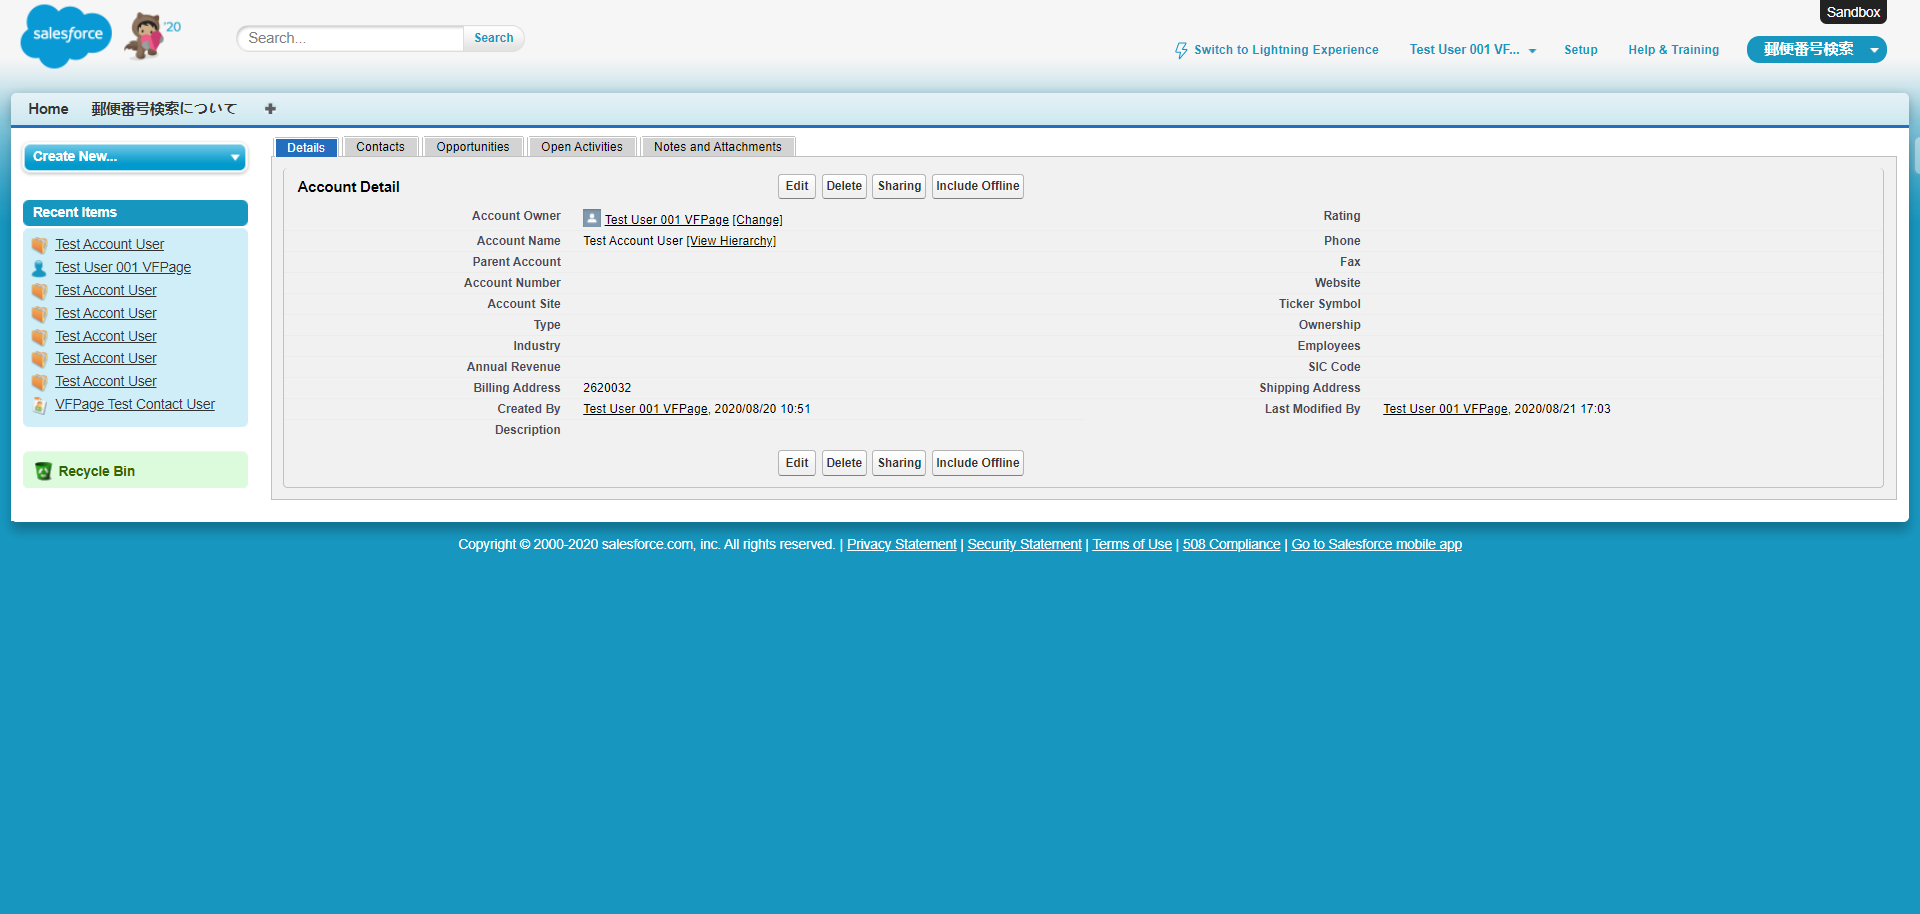 Sandbox
salesforce
'20
Search...
Search
Switch to Lightning Experience
Test User 001 VF...
Setup
Help & Training
郵便番号検索
Home
郵便番号検索について
Create New...
Recent Items
Test Account User
Test User 001 VFPage
Test Accont User
Test Accont User
Test Accont User
Test Accont User
Test Accont User
VFPage Test Contact User
Recycle Bin
Details
Contacts
Opportunities
Open Activities
Notes and Attachments
Account Detail
Edit
Delete
Sharing
Include Offline
Account Owner Test User 001 VFPage [Change]
Rating
Account Name Test Account User [View Hierarchy]
Phone
Parent Account
Fax
Account Number
Website
Account Site
Ticker Symbol
Type
Ownership
Industry
Employees
Annual Revenue
SIC Code
Billing Address 2620032
Shipping Address
Created By Test User 001 VFPage, 2020/08/20 10:51
Last Modified By Test User 001 VFPage, 2020/08/21 17:03
Description
Edit
Delete
Sharing
Include Offline
Copyright © 2000-2020 salesforce.com, inc. All rights reserved. | Privacy Statement | Security Statement | Terms of Use | 508 Compliance | Go to Salesforce mobile app